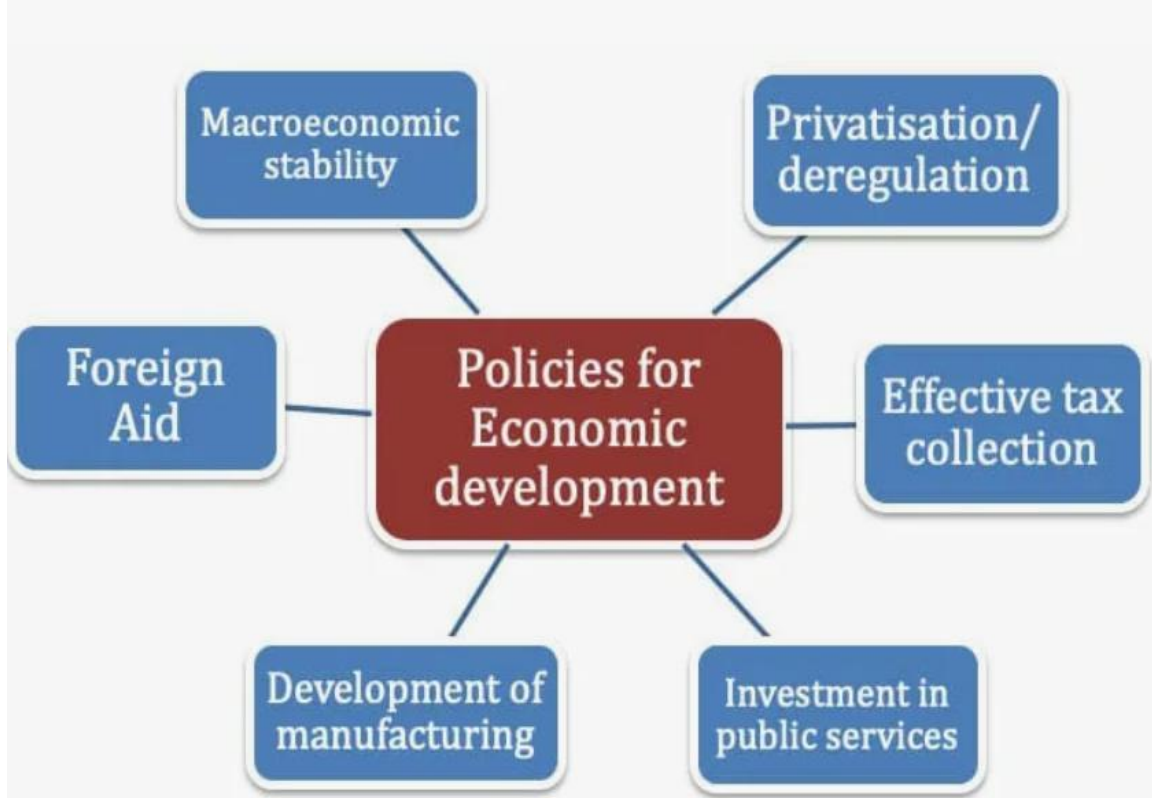 Macroeconomic
stability
Privatisation/
deregulation
Foreign
Aid
Policies for
Economic
development
Effective tax
collection
Development of
manufacturing
Investment in
public services